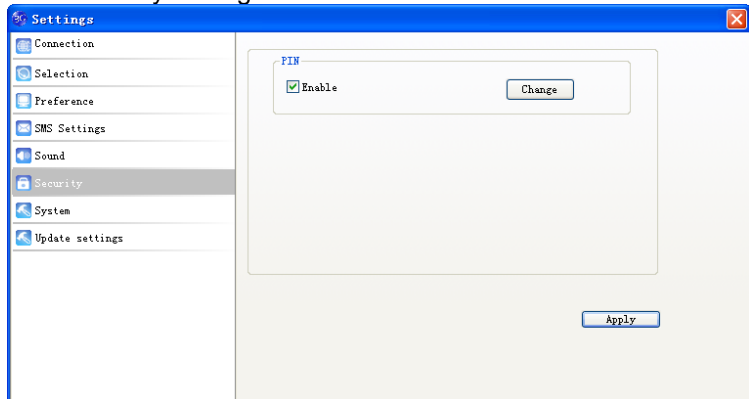 Settings
Connection
Selection
Preference
SMS Settings
Sound
Security
System
Update settings
PIN
Enable
Change
Apply